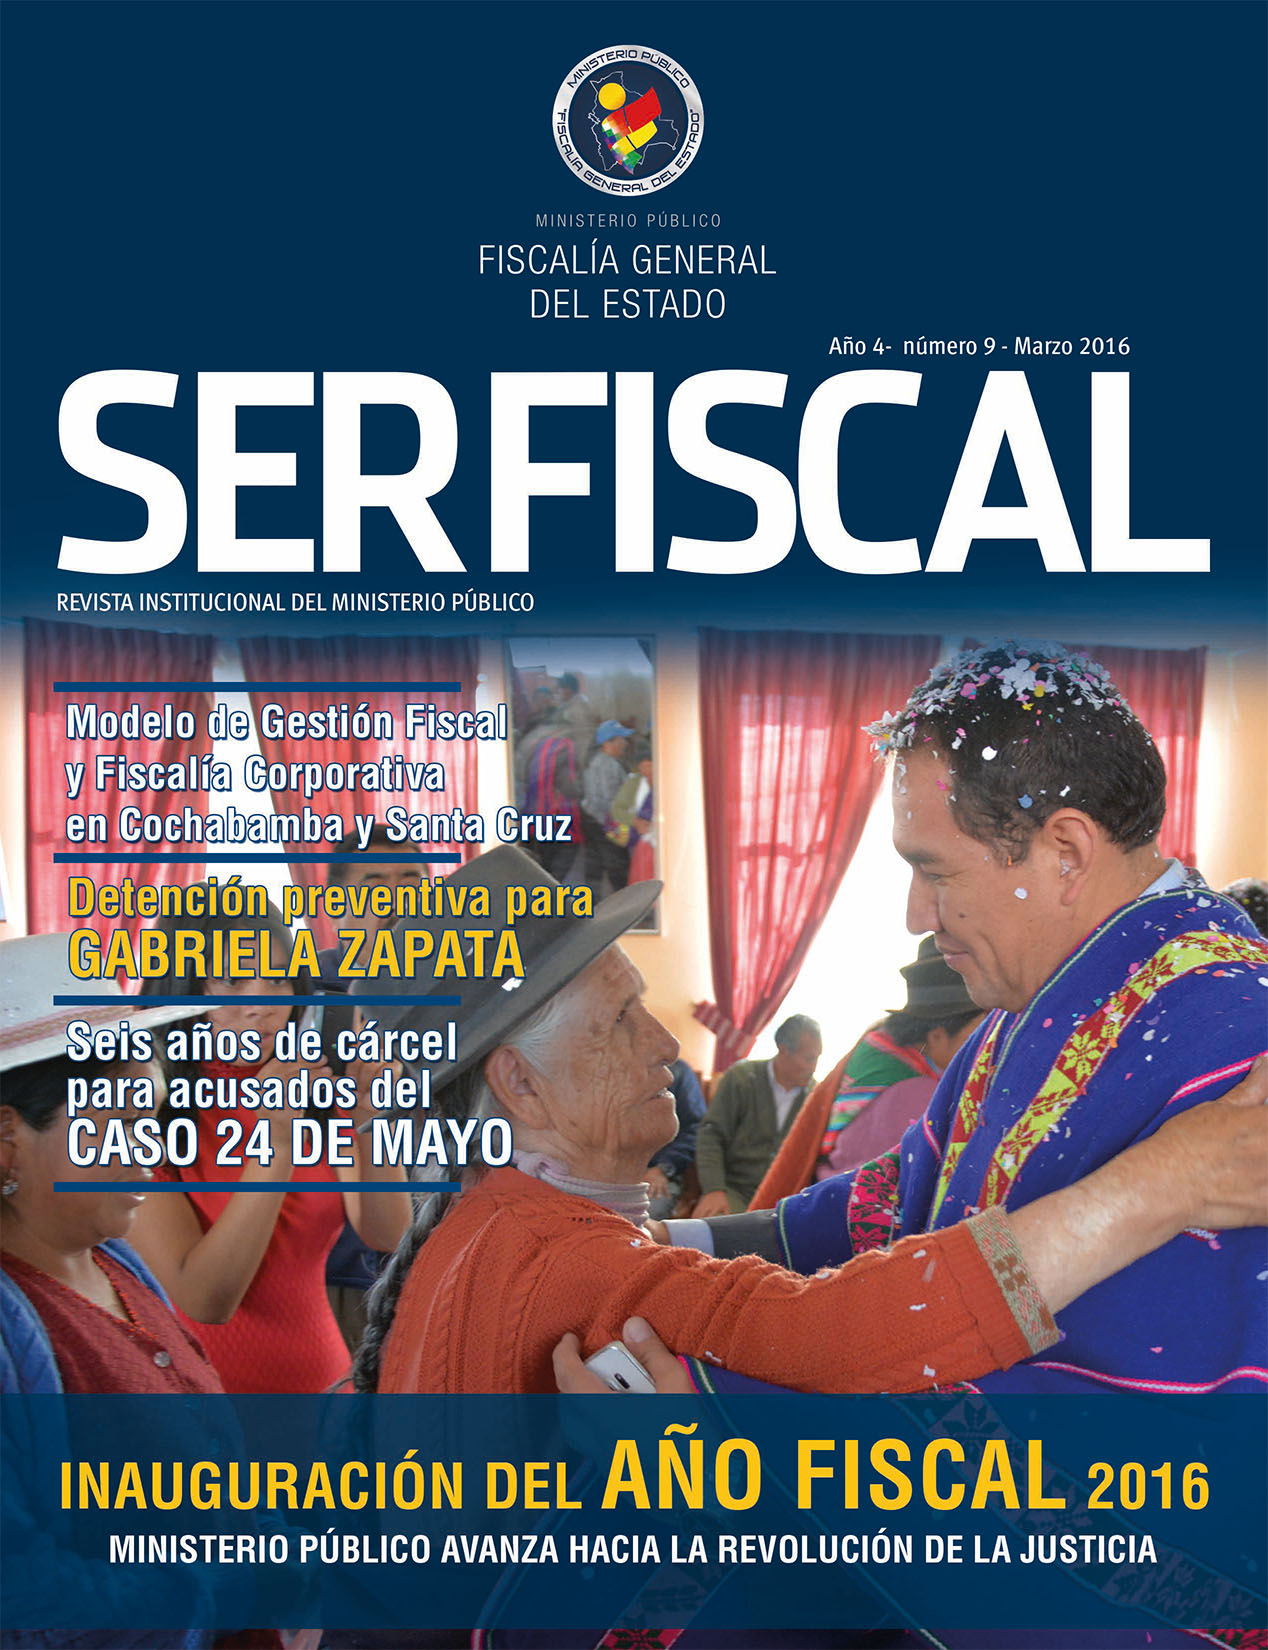 MINISTERIO PÚBLICO
"FISCALÍA GENERAL DEL ESTADO"
MINISTERIO PÚBLICO
FISCALÍA GENERAL
DEL ESTADO
Año 4-  número 9 - Marzo 2016
SER FISCAL
REVISTA INSTITUCIONAL DEL MINISTERIO PÚBLICO
Modelo de Gestión Fiscal
y Fiscalía Corporativa
en Cochabamba y Santa Cruz
Detención preventiva para
GABRIELA ZAPATA
Seis años de cárcel
para acusados del
CASO 24 DE MAYO
INAUGURACIÓN DEL AÑO FISCAL 2016
MINISTERIO PÚBLICO AVANZA HACIA LA REVOLUCIÓN DE LA JUSTICIA